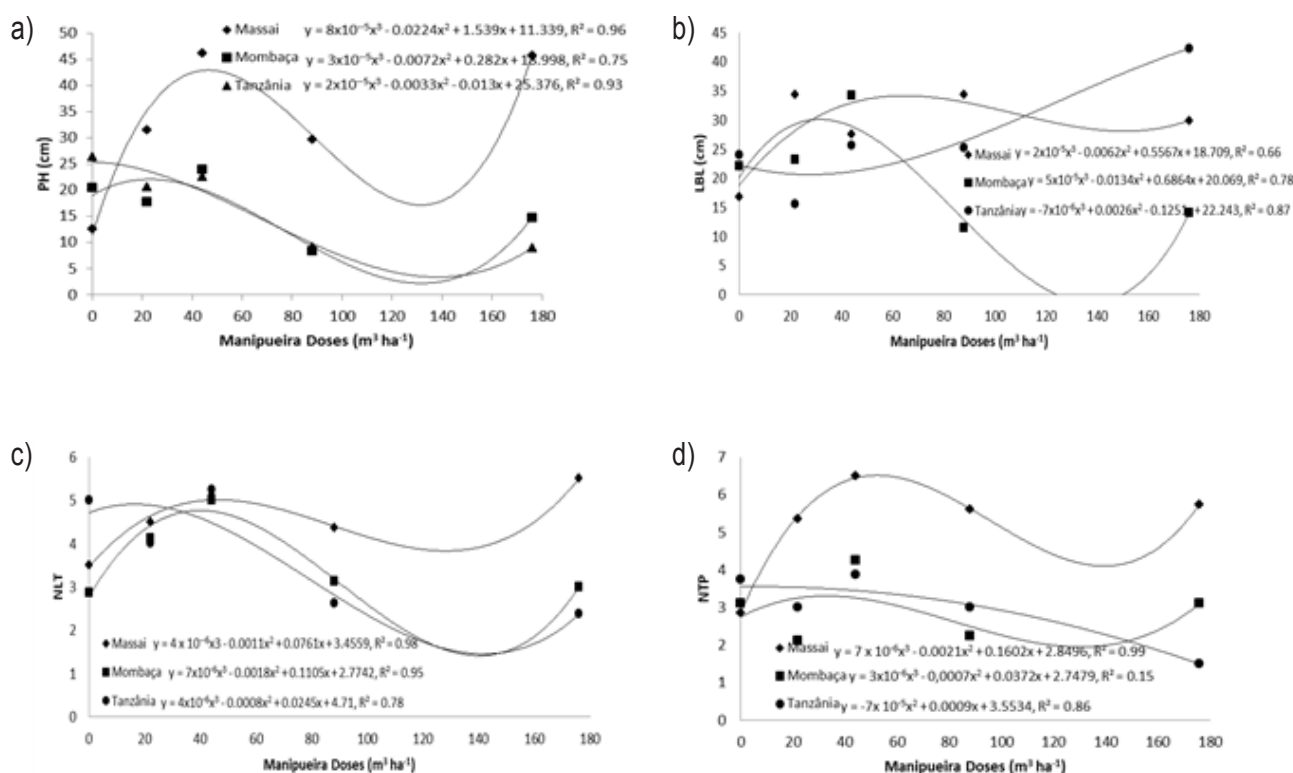 a)
PH (cm)
60
55
50
45
40
35
30
25
20
15
10
5
0
Massai y = 8x10⁻⁵x³ - 0.0224x² + 1.539x + 11.339, R² = 0.96
Mombaça y = 3x10⁻⁵x³ - 0.0072x² + 0.282x + 18.998, R² = 0.75
Tanzânia y = 2x10⁻⁵x³ - 0.0033x² - 0.013x + 25.376, R² = 0.93
0 20 40 60 80 100 120 140 160 180
Manipueira Doses (m³ ha⁻¹)
b)
LBL (cm)
45
40
35
30
25
20
15
10
5
0
Massai y = 2x10⁻⁵x³ - 0.0062x² + 0.5567x + 18.709, R² = 0.66
Mombaça y = 5x10⁻⁵x³ - 0.0134x² + 0.6864x + 20.069, R² = 0.78
Tanzânia y = -7x10⁻⁶x³ + 0.0026x² - 0.1251 + 22.243, R² = 0.87
0 20 40 60 80 100 120 140 160 180
Manipueira Doses (m³ ha⁻¹)
c)
NLT
6
5
4
3
2
1
0
Massai y = 4 x 10⁻⁶x3 - 0.0011x² + 0.0761x + 3.4559, R² = 0.98
Mombaça y = 7x10⁻⁶x³ - 0.0018x² + 0.1105x + 2.7742, R² = 0.95
Tanzânia y = 4x10⁻⁶x³ - 0.0008x² + 0.0245x + 4.71, R² = 0.78
0 20 40 60 80 100 120 140 160 180
Manipueira Doses (m³ ha⁻¹)
d)
NTP
7
6
5
4
3
2
1
0
Massai y = 7 x 10⁻⁶x³ - 0.0021x² + 0.1602x + 2.8496, R² = 0.99
Mombaça y = 3x10⁻⁶x³ - 0,0007x² + 0.0372x + 2.7479, R² = 0.15
Tanzânia y = -7x 10⁻⁵x² + 0.0009x + 3.5534, R² = 0.86
0 20 40 60 80 100 120 140 160 180
Manipueira Doses (m³ ha⁻¹)